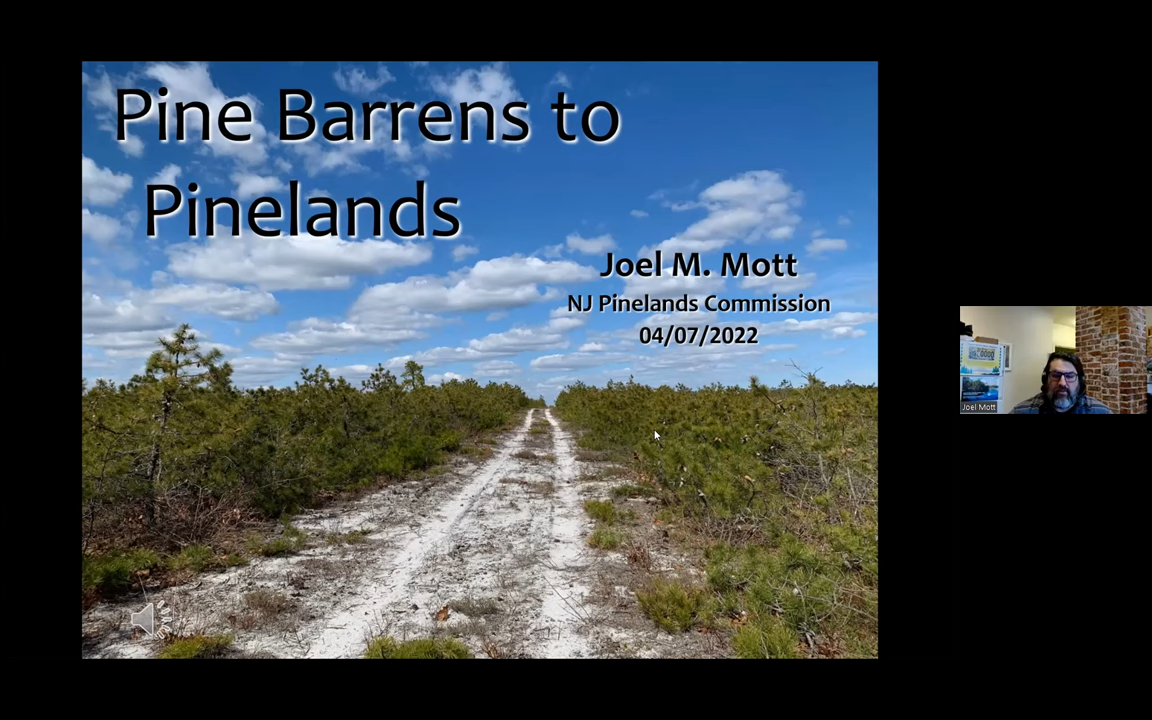 Pine Barrens to
Pinelands
Joel M. Mott
NJ Pinelands Commission
04/07/2022
Joel Mott